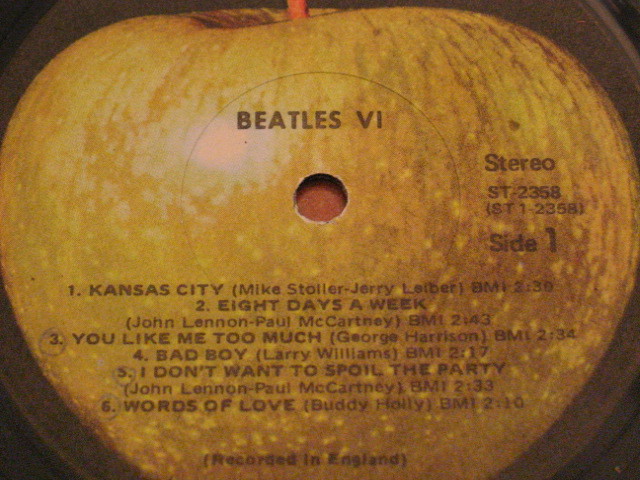 BEATLES VI
Stereo
ST-2358
(ST 1-2358)
Side 1
1. KANSAS CITY (Mike Stoller-Jerry Leiber) BMI 2:30
2. EIGHT DAYS A WEEK
(John Lennon-Paul McCartney) BMI 2:43
3. YOU LIKE ME TOO MUCH (George Harrison) BMI 2:34
4. BAD BOY (Larry Williams) BMI 2:17
5. I DON'T WANT TO SPOIL THE PARTY
(John Lennon-Paul McCartney) BMI 2:33
6. WORDS OF LOVE (Buddy Holly) BMI 2:10
(Recorded in England)